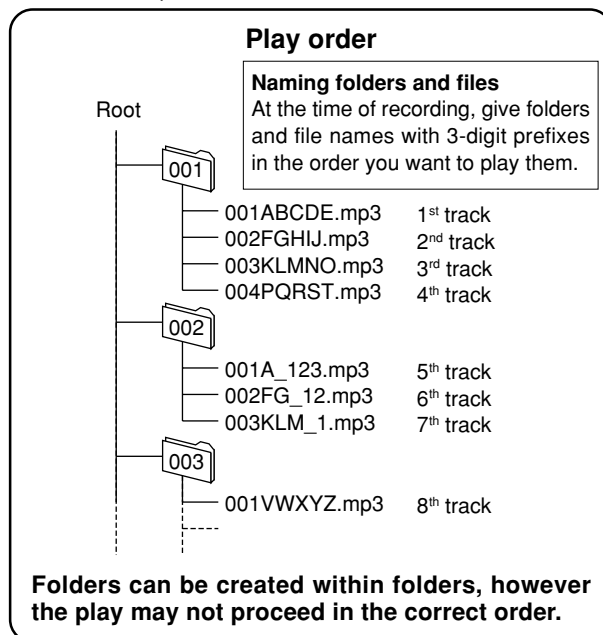 Play order
Naming folders and files
At the time of recording, give folders
and file names with 3-digit prefixes
in the order you want to play them.
Root
001
001ABCDE.mp3 1st track
002FGHIJ.mp3 2nd track
003KLMNO.mp3 3rd track
004PQRST.mp3 4th track
002
001A_123.mp3 5th track
002FG_12.mp3 6th track
003KLM_1.mp3 7th track
003
001VWXYZ.mp3 8th track
Folders can be created within folders, however
the play may not proceed in the correct order.